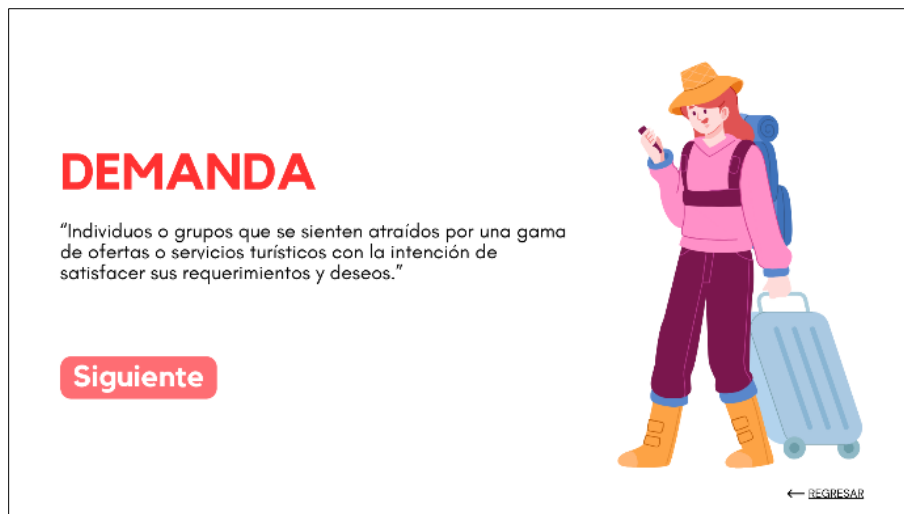 DEMANDA
“Individuos o grupos que se sienten atraídos por una gama
de ofertas o servicios turísticos con la intención de
satisfacer sus requerimientos y deseos.”
Siguiente
← REGRESAR